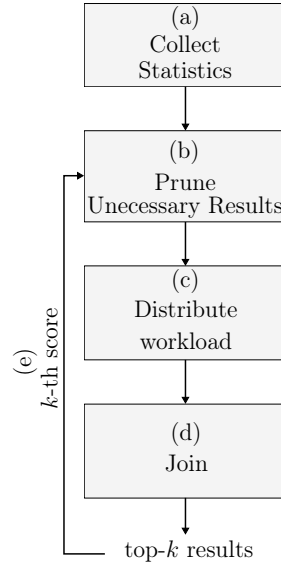 (a)
Collect
Statistics
(b)
Prune
Unecessary Results
(c)
Distribute
workload
(d)
Join
(e)
k-th score
top-k results